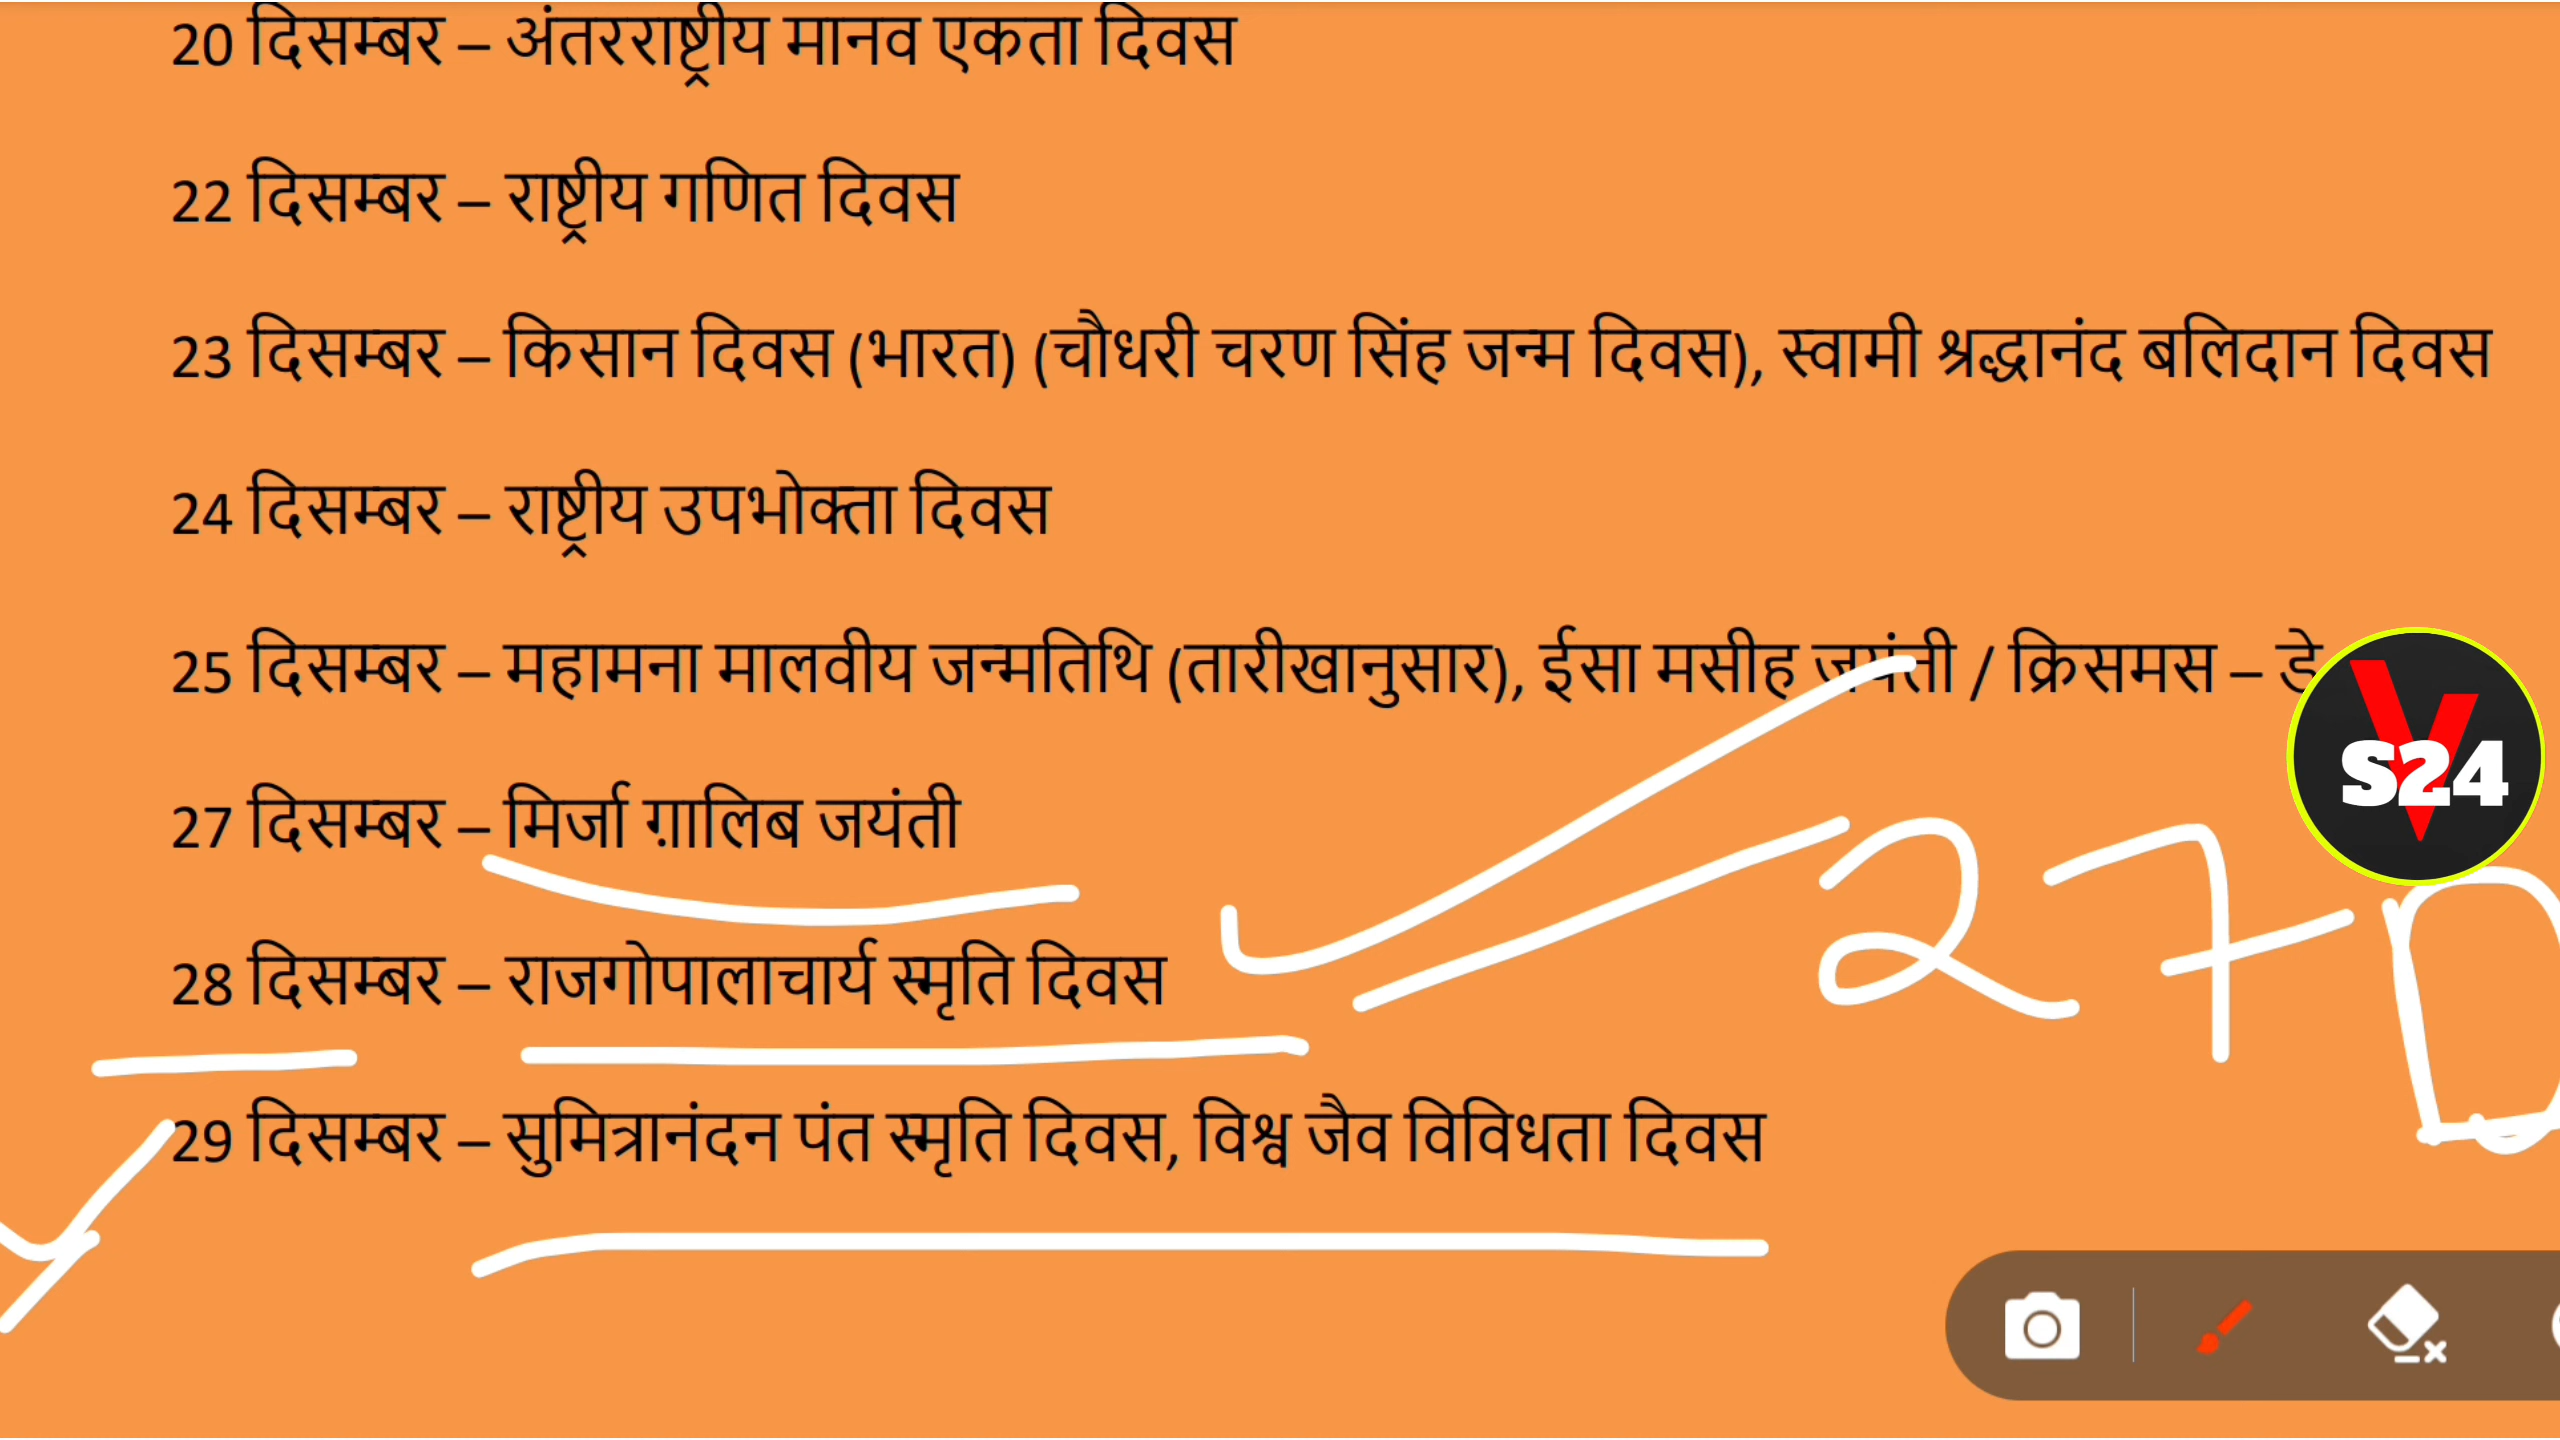 20 दिसम्बर – अंतरराष्ट्रीय मानव एकता दिवस
22 दिसम्बर – राष्ट्रीय गणित दिवस
23 दिसम्बर – किसान दिवस (भारत) (चौधरी चरण सिंह जन्म दिवस), स्वामी श्रद्धानंद बलिदान दिवस
24 दिसम्बर – राष्ट्रीय उपभोक्ता दिवस
25 दिसम्बर – महामना मालवीय जन्मतिथि (तारीखानुसार), ईसा मसीह जयंती / क्रिसमस – डे
VS24
27 दिसम्बर – मिर्जा ग़ालिब जयंती
27 D
28 दिसम्बर – राजगोपालाचार्य स्मृति दिवस
29 दिसम्बर – सुमित्रानंदन पंत स्मृति दिवस, विश्व जैव विविधता दिवस